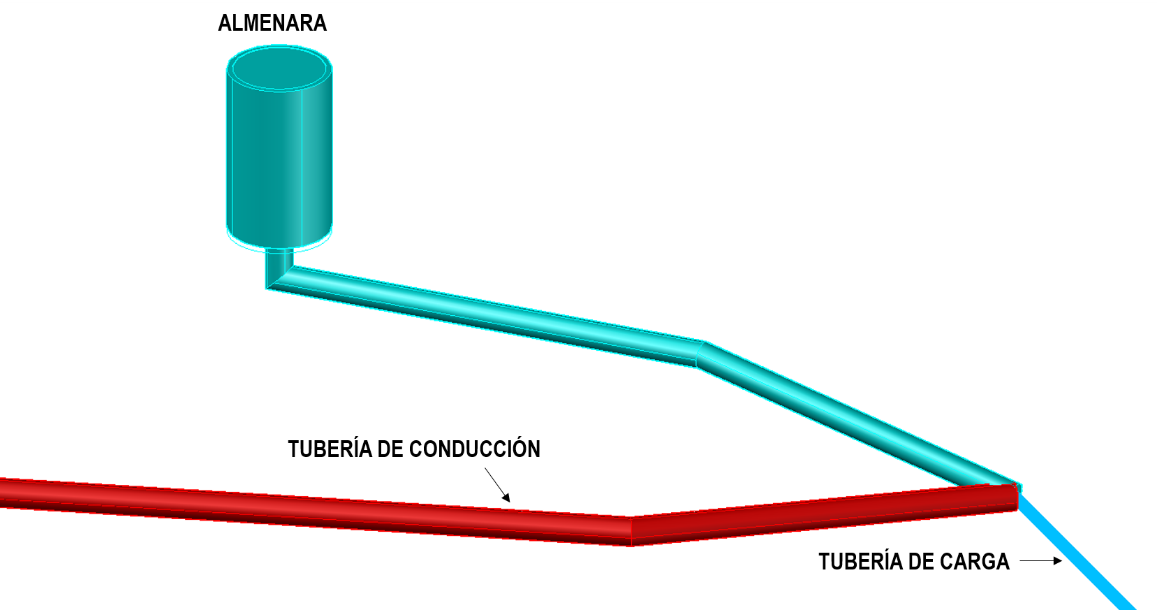 ALMENARA
TUBERÍA DE CONDUCCIÓN
TUBERÍA DE CARGA